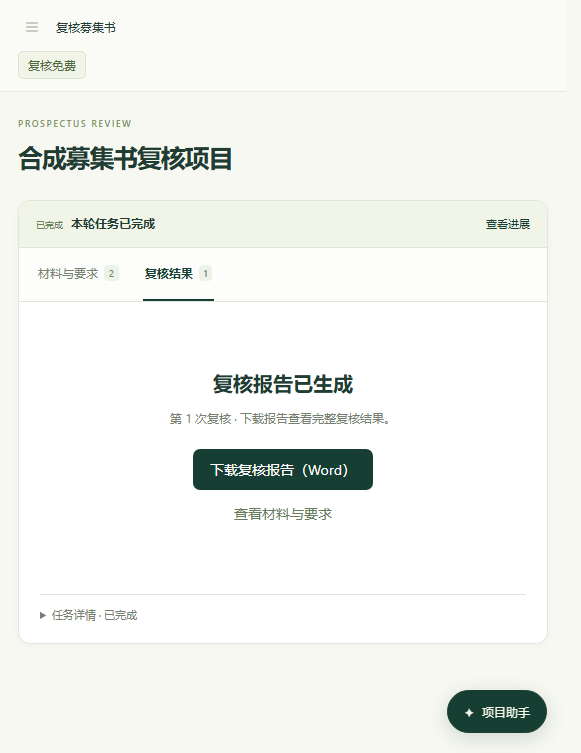 复核募集书
复核免费
PROSPECTUS REVIEW
合成募集书复核项目
已完成 本轮任务已完成 查看进展
材料与要求 2 复核结果 1
复核报告已生成
第 1 次复核 · 下载报告查看完整复核结果。
下载复核报告（Word）
查看材料与要求
任务详情 · 已完成
项目助手